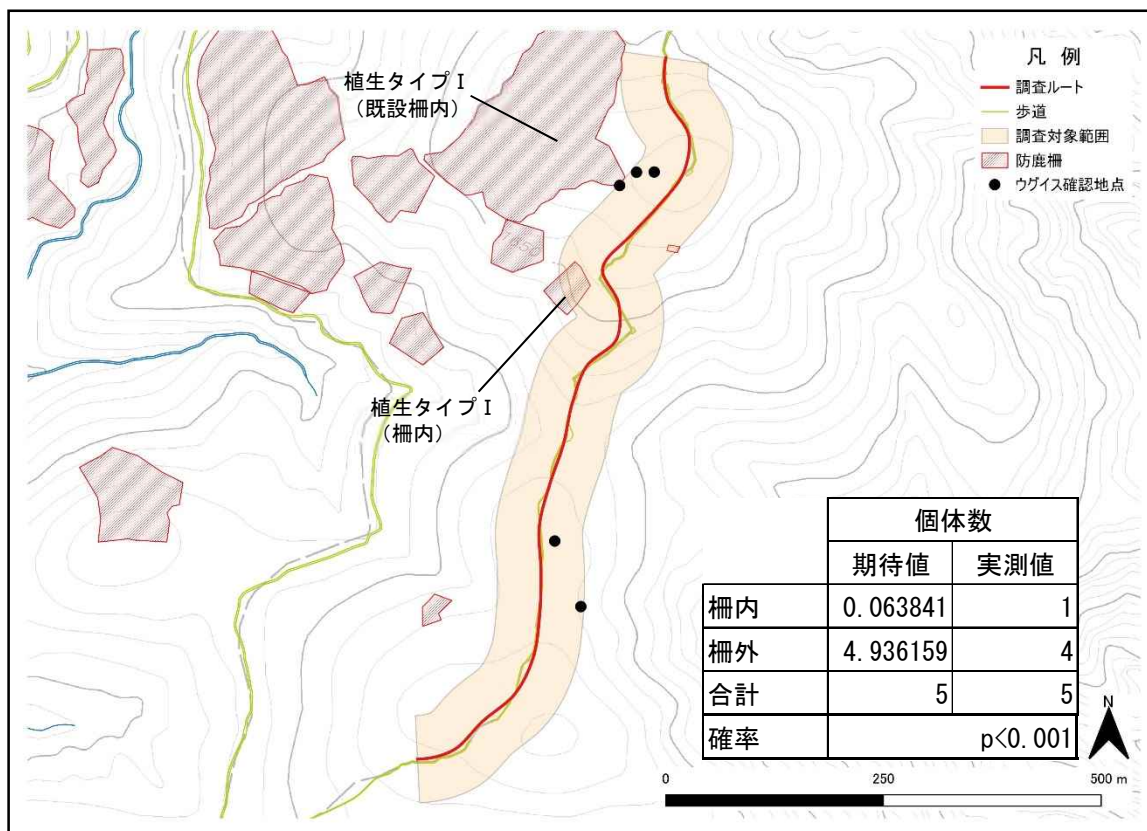 植生タイプⅠ
（既設柵内）
凡 例
調査ルート
歩道
調査対象範囲
防鹿柵
ウグイス確認地点
植生タイプⅠ
（柵内）
個体数
期待値 実測値
柵内 0.063841 1
柵外 4.936159 4
合計 5 5
確率 p<0.001
N
0 250 500 m